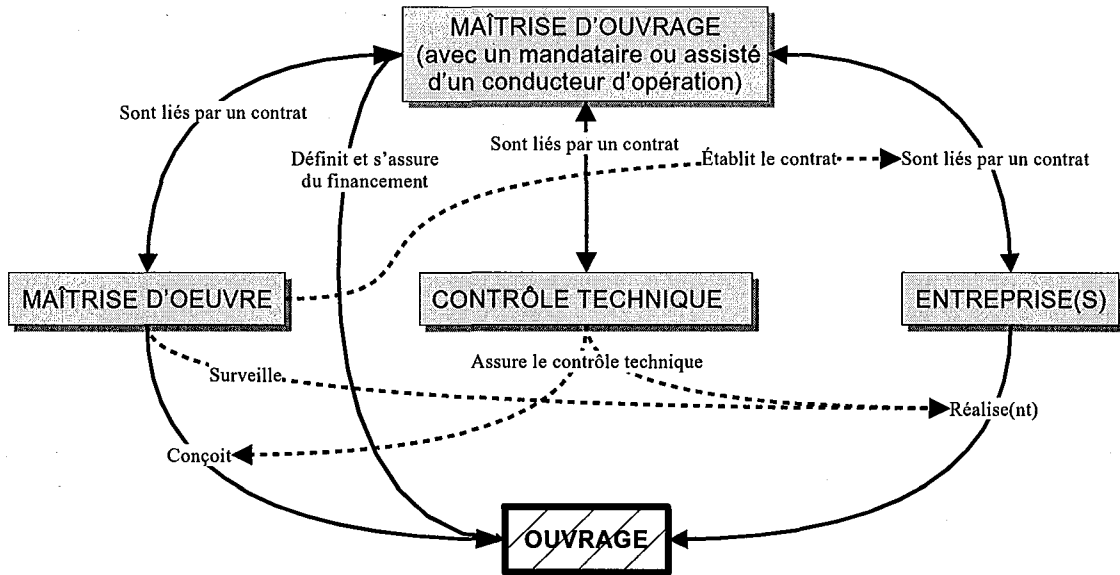 MAÎTRISE D'OUVRAGE
(avec un mandataire ou assisté
d'un conducteur d'opération)
Sont liés par un contrat
Définit et s'assure
du financement
Sont liés par un contrat
Établit le contrat
Sont liés par un contrat
MAÎTRISE D'OEUVRE
CONTRÔLE TECHNIQUE
ENTREPRISE(S)
Surveille
Assure le contrôle technique
Réalise(nt)
Conçoit
OUVRAGE